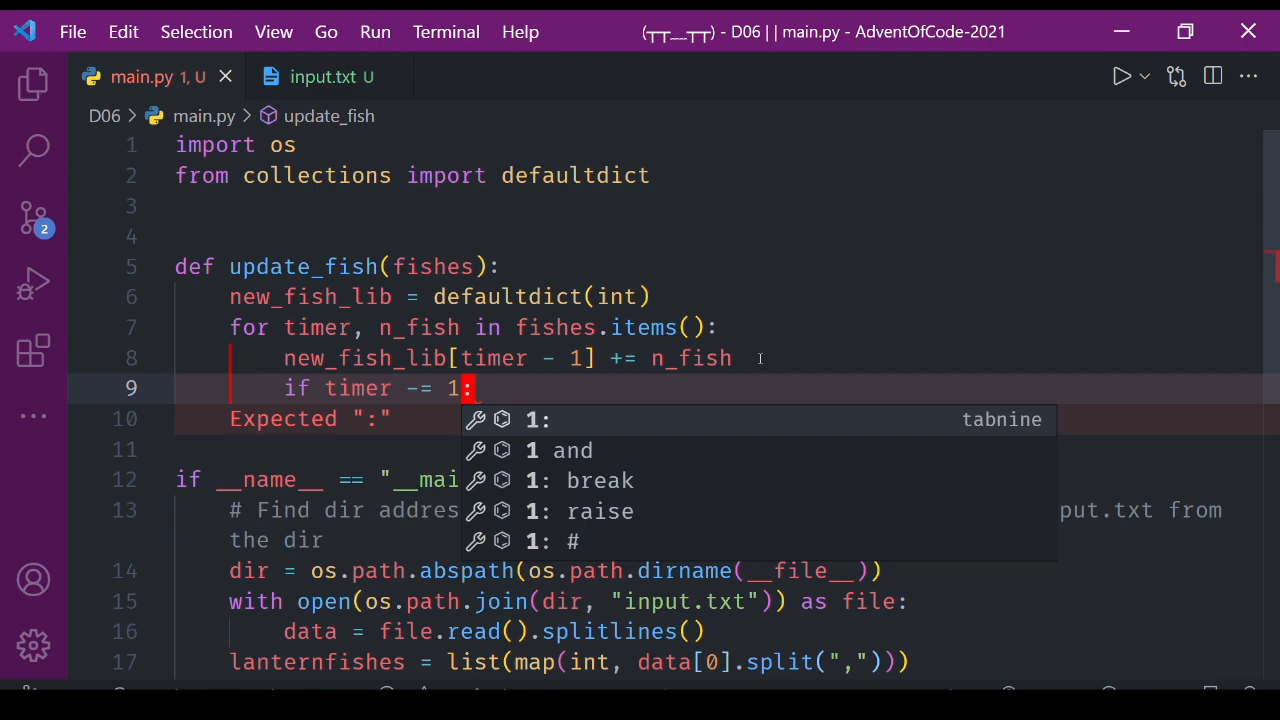 File Edit Selection View Go Run Terminal Help (┬┬﹏┬┬) - D06 | | main.py - AdventOfCode-2021
main.py 1, U input.txt U
D06 > main.py > update_fish
2
1 import os
2 from collections import defaultdict
3
4
5 def update_fish(fishes):
6 new_fish_lib = defaultdict(int)
7 for timer, n_fish in fishes.items():
8 new_fish_lib[timer - 1] += n_fish
9 if timer -= 1:
10 Expected ":"
1: tabnine
1 and
1: break
1: raise
1: #
11
12 if __name__ == "__mai
13 # Find dir addres put.txt from
the dir
14 dir = os.path.abspath(os.path.dirname(__file__))
15 with open(os.path.join(dir, "input.txt")) as file:
16 data = file.read().splitlines()
17 lanternfishes = list(map(int, data[0].split(",")))